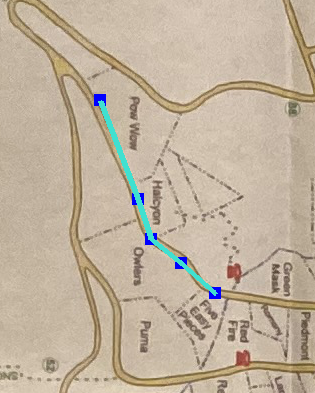 Pow Wow
Halcyon
Owlers
Five
Easy
Pieces
Puma
Green
Mask
Red
Fire
Piedmont